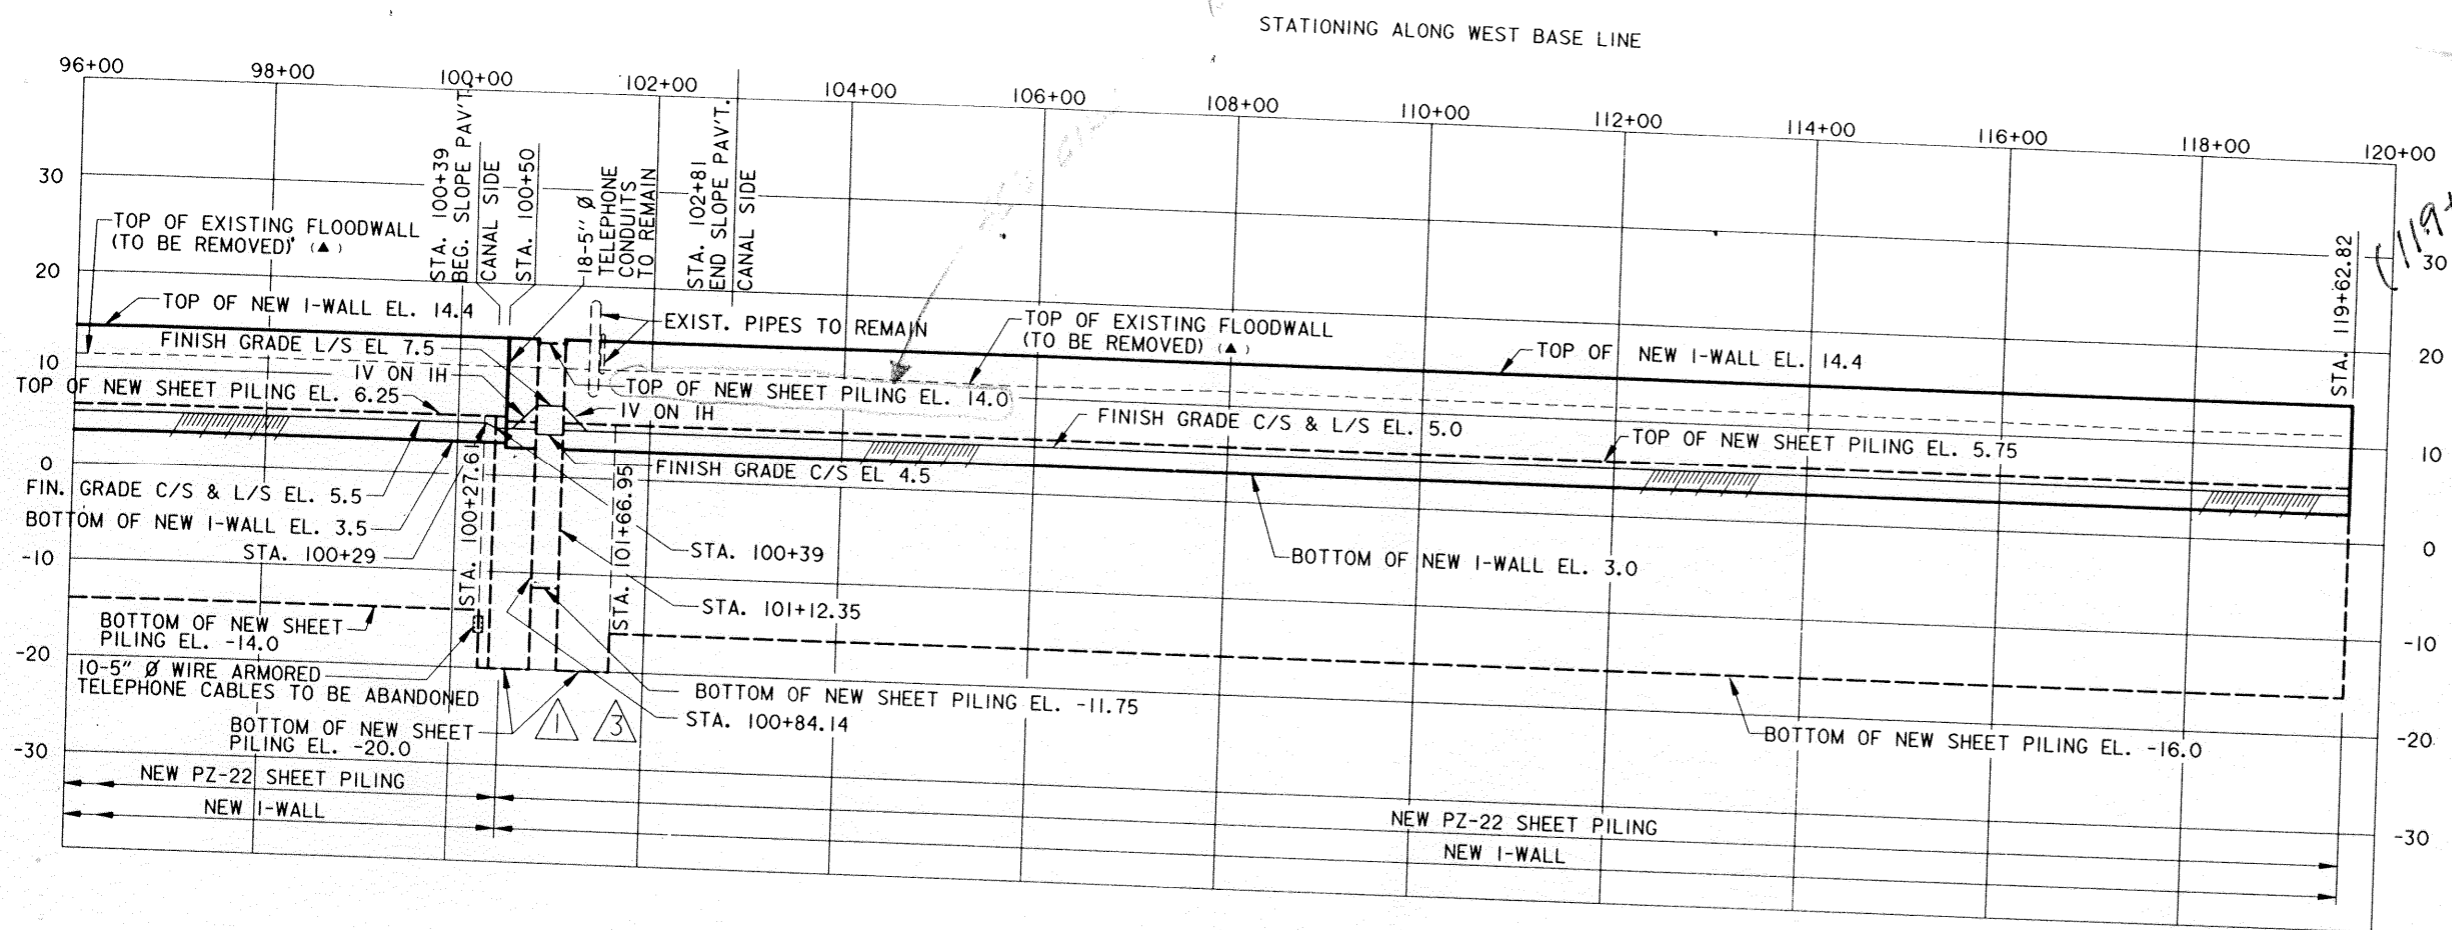 STATIONING ALONG WEST BASE LINE
96+00
98+00
100+00
102+00
104+00
106+00
108+00
110+00
112+00
114+00
116+00
118+00
120+00
30
20
10
0
-10
-20
-30
STA. 100+39
BEG. SLOPE PAV'T.
CANAL SIDE
STA. 100+50
18-5" Ø
TELEPHONE
CONDUITS
TO REMAIN
STA. 102+81
END SLOPE PAV'T.
CANAL SIDE
TOP OF EXISTING FLOODWALL
(TO BE REMOVED) (▲)
TOP OF NEW I-WALL EL. 14.4
FINISH GRADE L/S EL 7.5
IV ON IH
TOP OF NEW SHEET PILING EL. 6.25
EXIST. PIPES TO REMAIN
TOP OF EXISTING FLOODWALL
(TO BE REMOVED) (▲)
TOP OF NEW I-WALL EL. 14.4
TOP OF NEW SHEET PILING EL. 14.0
IV ON IH
FINISH GRADE C/S & L/S EL. 5.0
TOP OF NEW SHEET PILING EL. 5.75
FINISH GRADE C/S EL 4.5
FIN. GRADE C/S & L/S EL. 5.5
BOTTOM OF NEW I-WALL EL. 3.5
STA. 100+29
STA. 100+27.61
STA. 101+66.95
STA. 100+39
STA. 101+12.35
BOTTOM OF NEW I-WALL EL. 3.0
BOTTOM OF NEW SHEET
PILING EL. -14.0
10-5" Ø WIRE ARMORED
TELEPHONE CABLES TO BE ABANDONED
BOTTOM OF NEW SHEET
PILING EL. -20.0
1
3
BOTTOM OF NEW SHEET PILING EL. -11.75
STA. 100+84.14
BOTTOM OF NEW SHEET PILING EL. -16.0
STA. 119+62.82
(119+
30
20
10
0
-10
-20
-30
NEW PZ-22 SHEET PILING
NEW I-WALL
NEW PZ-22 SHEET PILING
NEW I-WALL